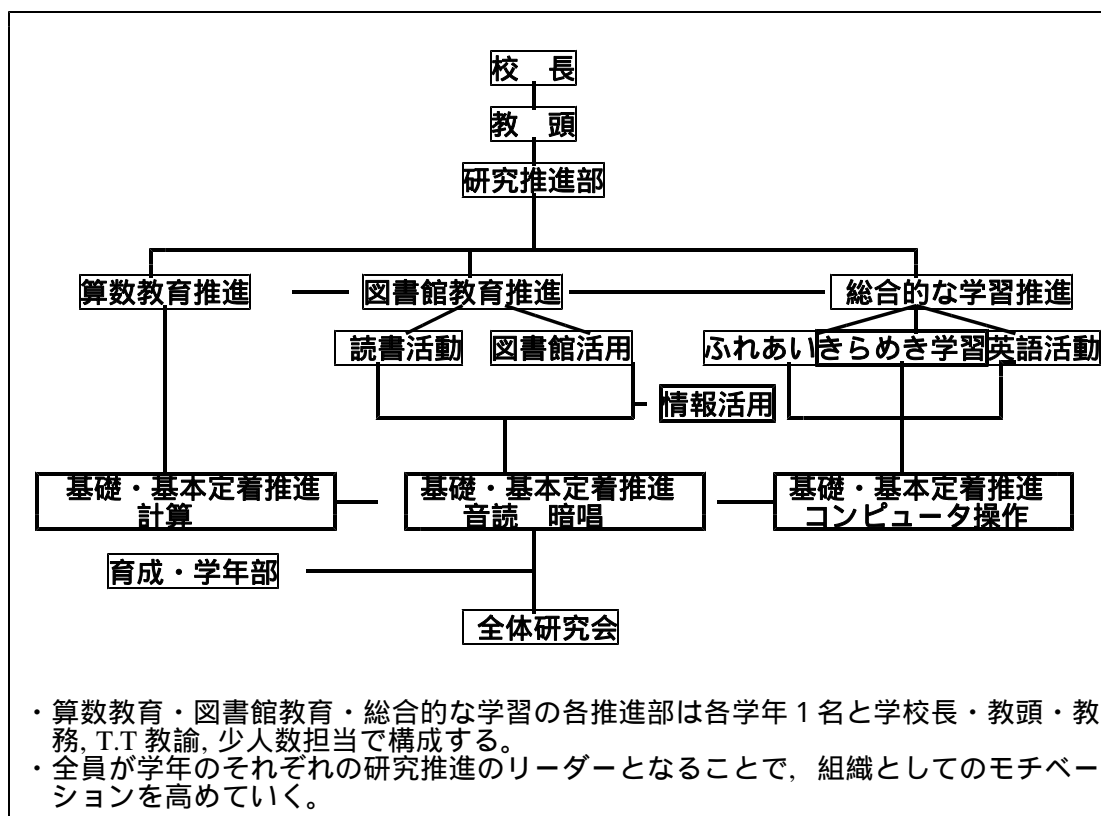 校　長
教　頭
研究推進部
算数教育推進　図書館教育推進　総合的な学習推進
読書活動　図書館活用　ふれあい　きらめき学習　英語活動
情報活用
基礎・基本定着推進　基礎・基本定着推進　基礎・基本定着推進
計算　音読　暗唱　コンピュータ操作
育成・学年部
全体研究会
・算数教育・図書館教育・総合的な学習の各推進部は各学年1名と学校長・教頭・教
務, T.T 教諭, 少人数担当で構成する。
・全員が学年のそれぞれの研究推進のリーダーとなることで, 組織としてのモチベー
ションを高めていく。